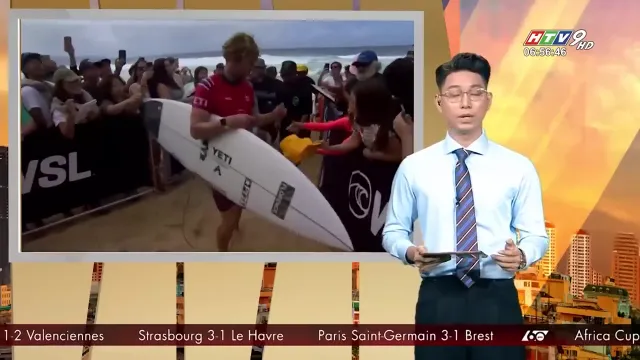 HTV9 HD
06:56:46
WSL
YETI
1-2 Valenciennes Strasbourg 3-1 Le Havre Paris Saint-Germain 3-1 Brest 60 Africa Cup